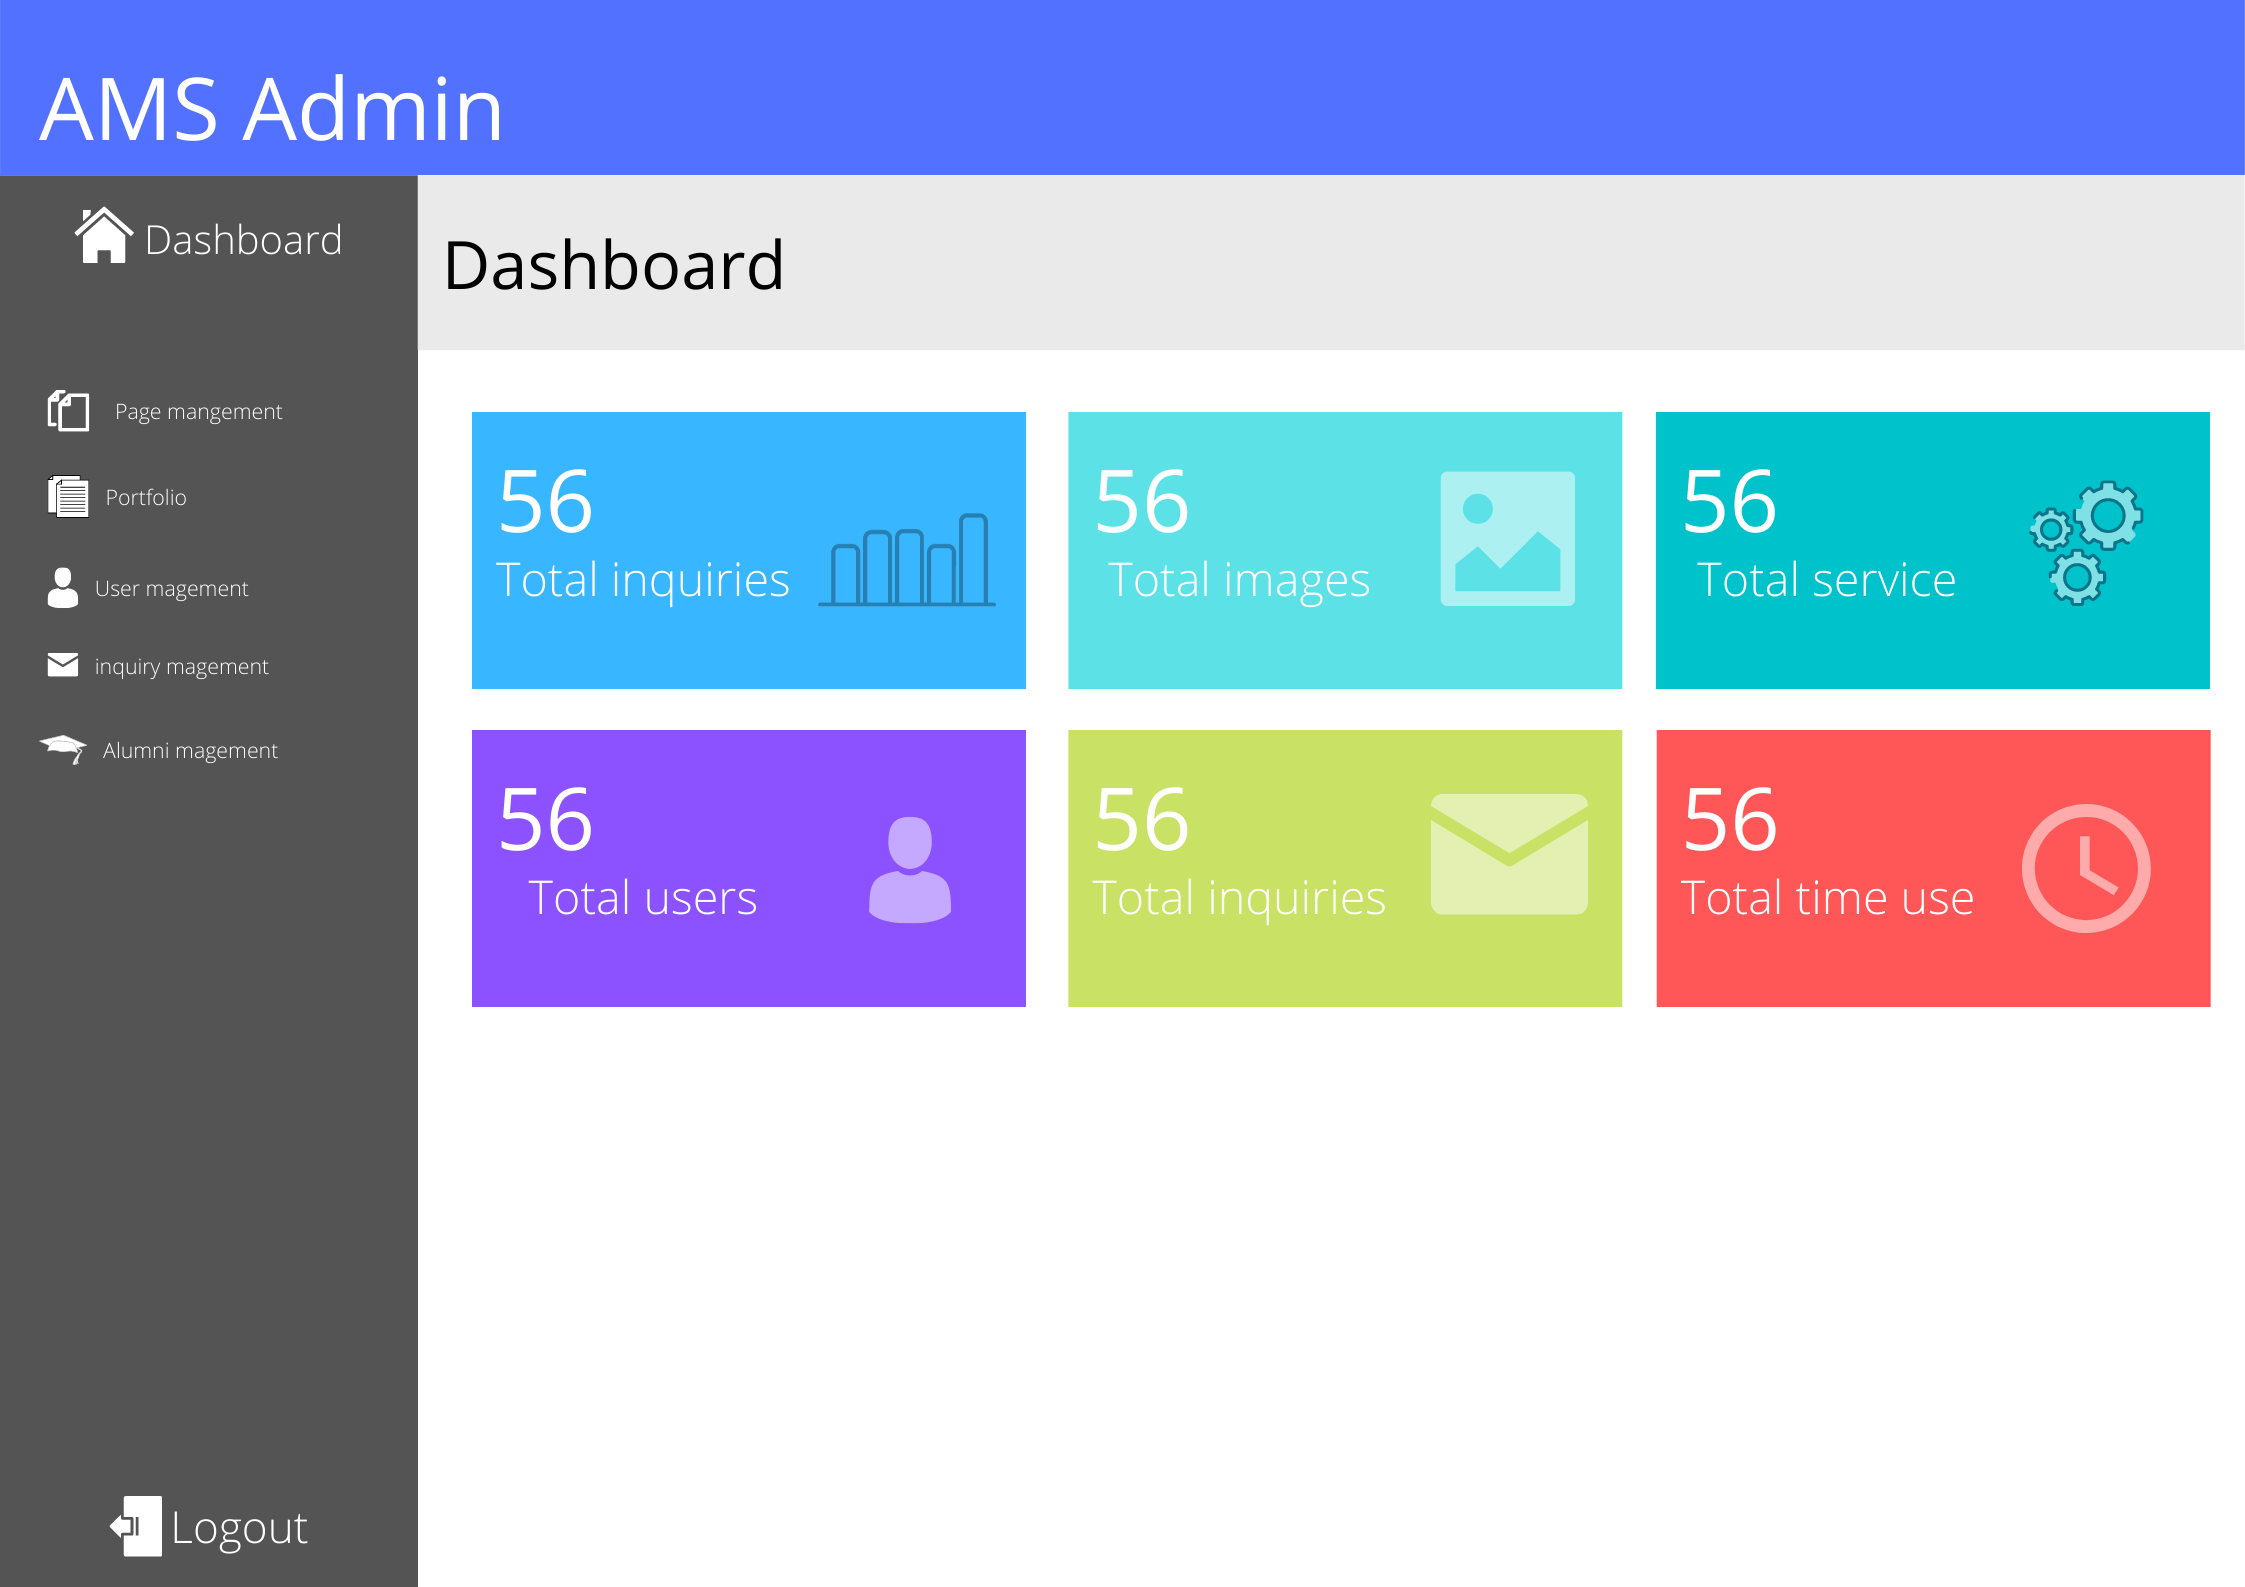 AMS Admin
Dashboard
Dashboard
Page mangement
Portfolio
User magement
inquiry magement
Alumni magement
Logout
56
Total inquiries
56
Total images
56
Total service
56
Total users
56
Total inquiries
56
Total time use